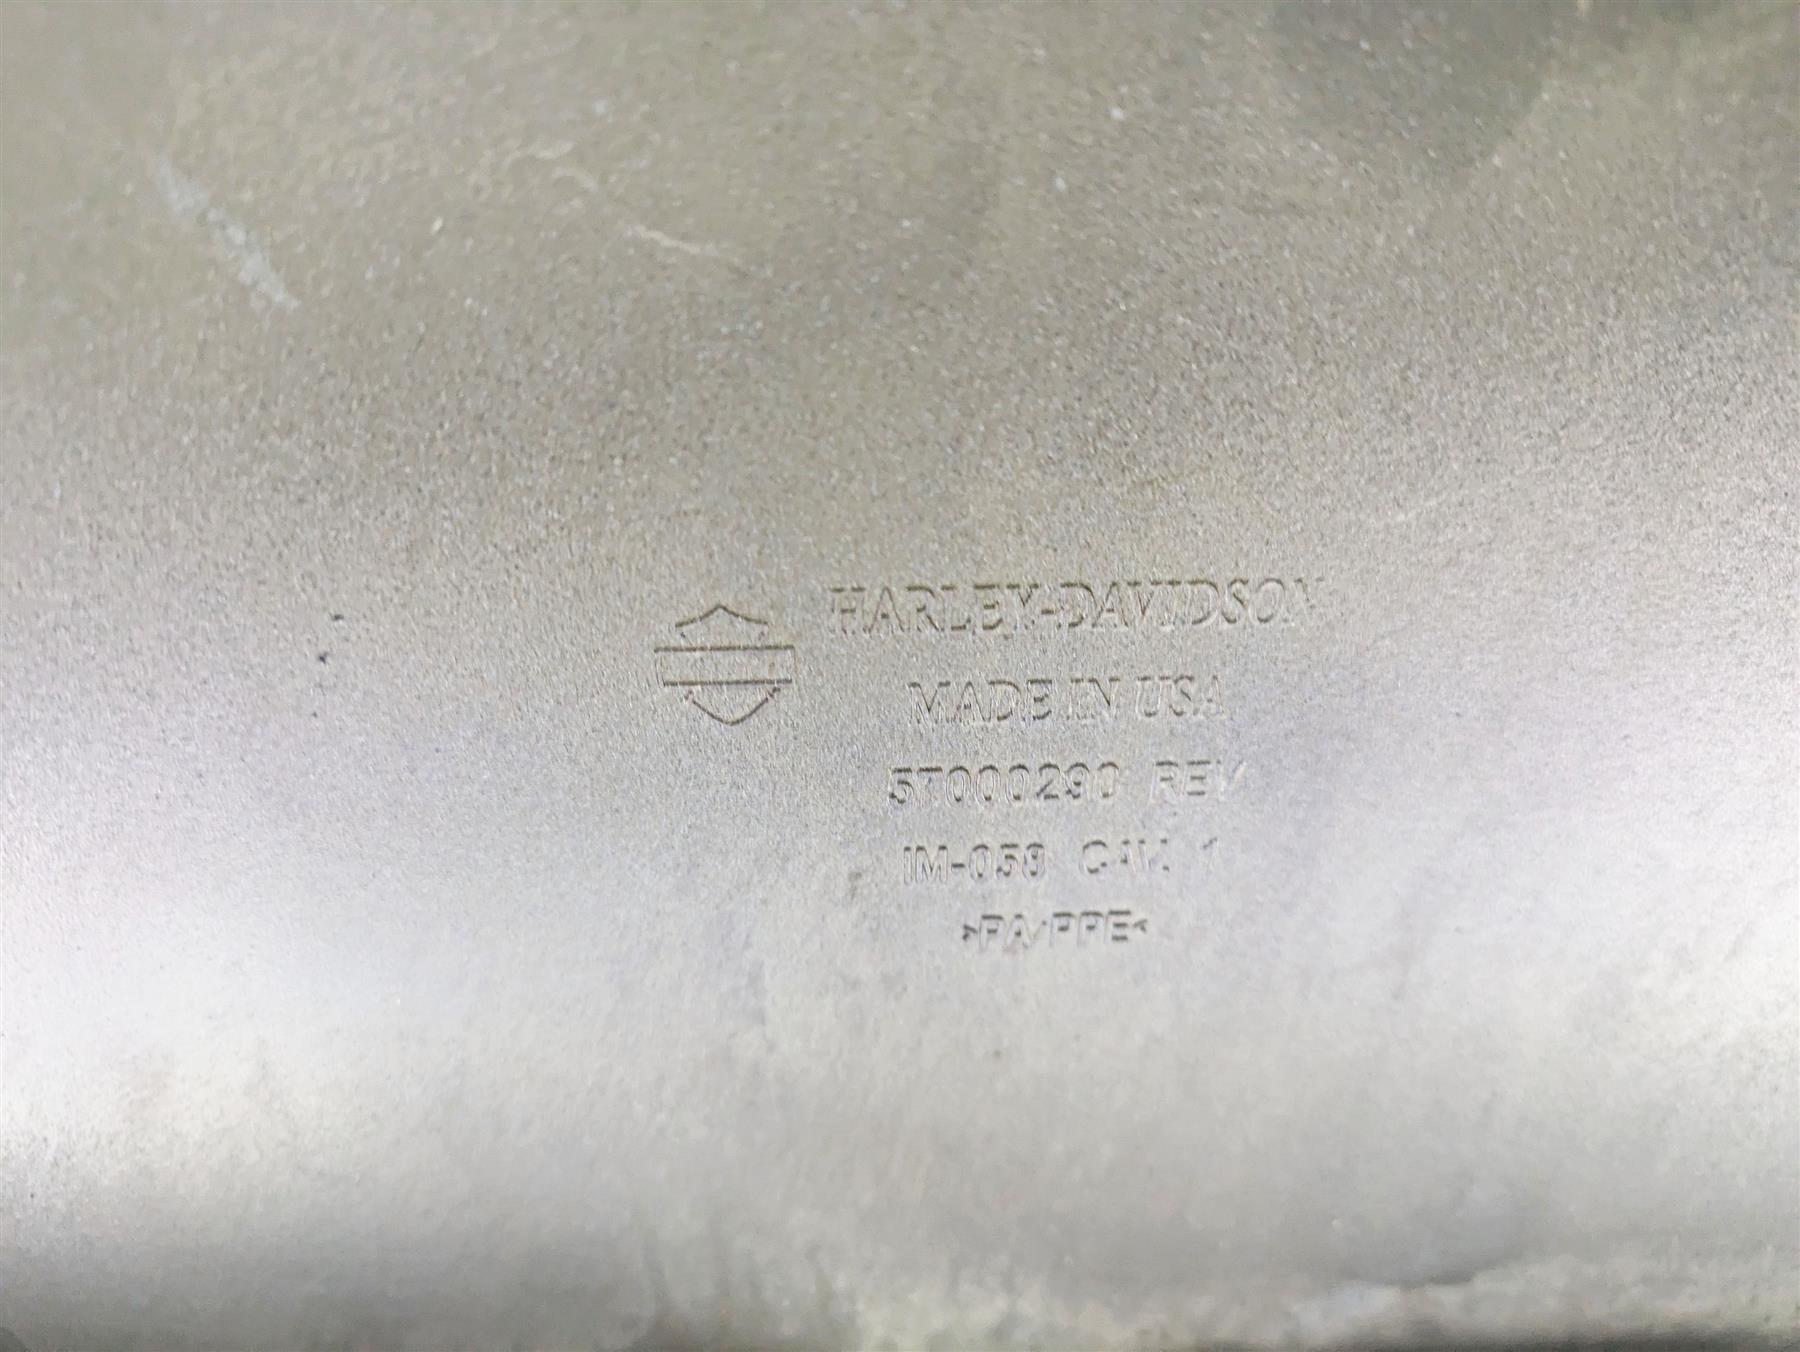 HARLEY-DAVIDSON
MADE IN USA
57000290 REV
IM-058 CAV. 1
>PA/PPE<